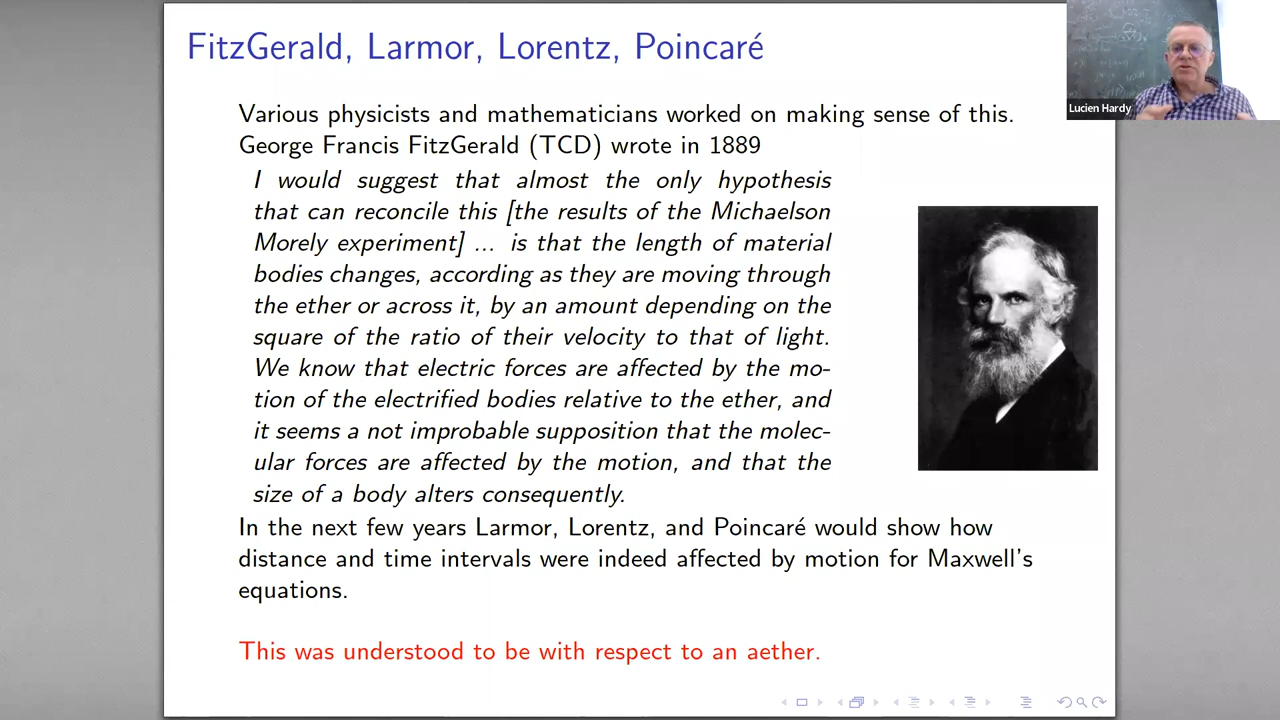 FitzGerald, Larmor, Lorentz, Poincaré
Various physicists and mathematicians worked on making sense of this.
George Francis FitzGerald (TCD) wrote in 1889
I would suggest that almost the only hypothesis
that can reconcile this [the results of the Michaelson
Morely experiment] ... is that the length of material
bodies changes, according as they are moving through
the ether or across it, by an amount depending on the
square of the ratio of their velocity to that of light.
We know that electric forces are affected by the mo-
tion of the electrified bodies relative to the ether, and
it seems a not improbable supposition that the molec-
ular forces are affected by the motion, and that the
size of a body alters consequently.
In the next few years Larmor, Lorentz, and Poincaré would show how
distance and time intervals were indeed affected by motion for Maxwell's
equations.
This was understood to be with respect to an aether.
Lucien Hardy